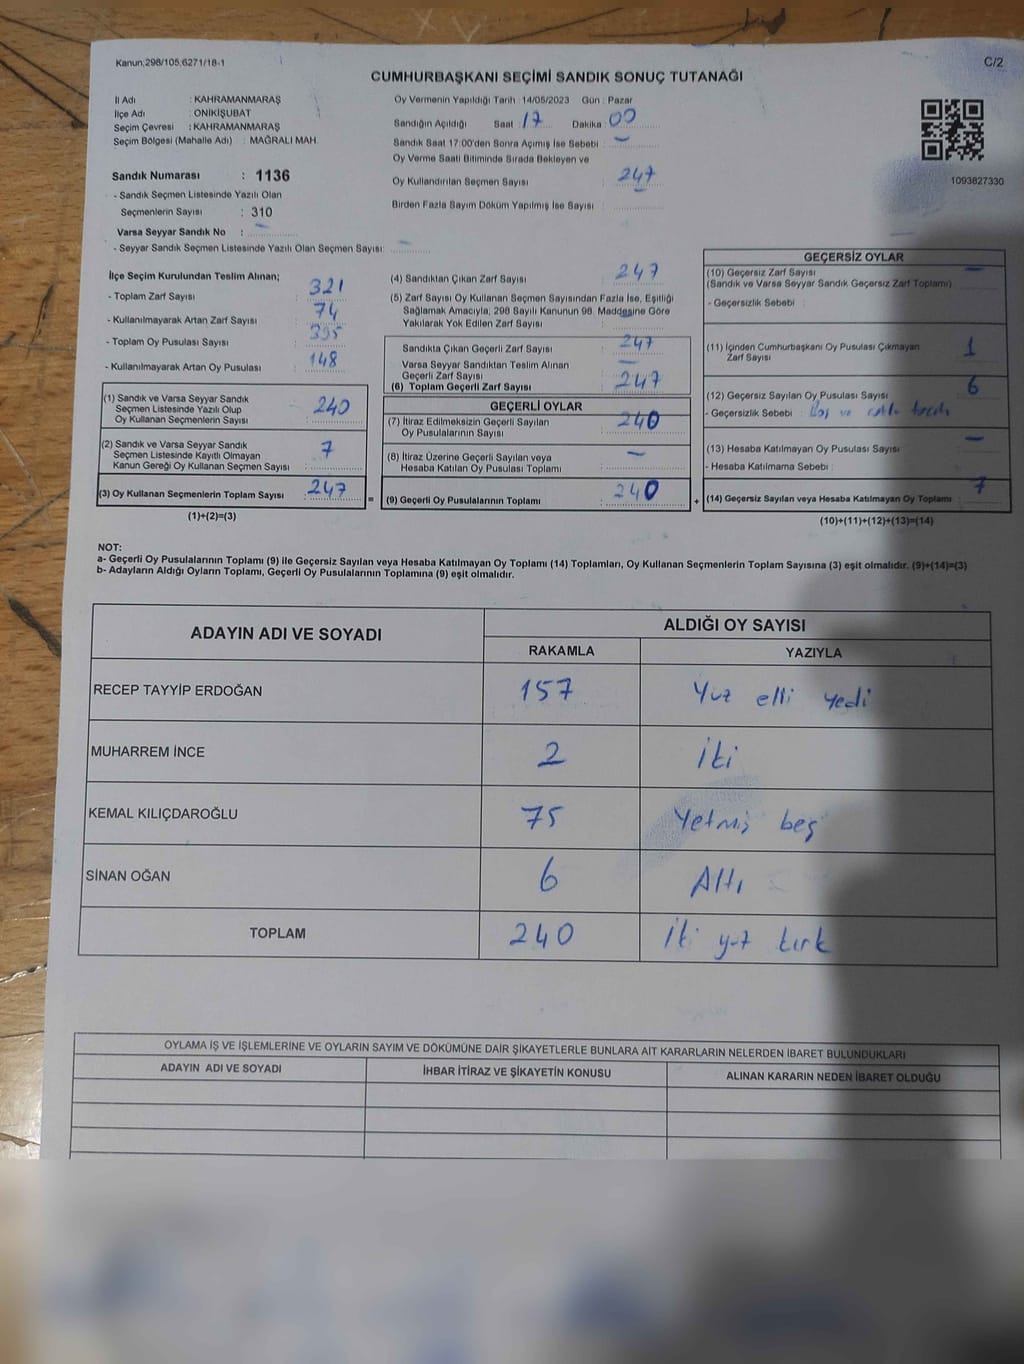 Kanun;298/105,6271/18-1
C/2
CUMHURBAŞKANI SEÇİMİ SANDIK SONUÇ TUTANAĞI
İl Adı : KAHRAMANMARAŞ
İlçe Adı : ONİKİŞUBAT
Seçim Çevresi : KAHRAMANMARAŞ
Seçim Bölgesi (Mahalle Adı) : MAĞRALI MAH.
Sandık Numarası : 1136
- Sandık Seçmen Listesinde Yazılı Olan
Seçmenlerin Sayısı : 310
Varsa Seyyar Sandık No : -
- Seyyar Sandık Seçmen Listesinde Yazılı Olan Seçmen Sayısı: -
Oy Vermenin Yapıldığı Tarih : 14/05/2023 Gün : Pazar
Sandığın Açıldığı Saat : 17 Dakika : 00
Sandık Saat 17:00'den Sonra Açımış İse Sebebi : -
Oy Verme Saati Bitiminde Sırada Bekleyen ve
Oy Kullandırılan Seçmen Sayısı : 247
Birden Fazla Sayım Döküm Yapılmış İse Sayısı : -
1093827330
İlçe Seçim Kurulundan Teslim Alınan;
- Toplam Zarf Sayısı : 321
- Kullanılmayarak Artan Zarf Sayısı : 74
- Toplam Oy Pusulası Sayısı : 395
- Kullanılmayarak Artan Oy Pusulası : 148
(1) Sandık ve Varsa Seyyar Sandık
Seçmen Listesinde Yazılı Olup
Oy Kullanan Seçmenlerin Sayısı : 240
(2) Sandık ve Varsa Seyyar Sandık
Seçmen Listesinde Kayıtlı Olmayan
Kanun Gereği Oy Kullanan Seçmen Sayısı : 7
(3) Oy Kullanan Seçmenlerin Toplam Sayısı : 247
(1)+(2)=(3)
=
(4) Sandıktan Çıkan Zarf Sayısı : 247
(5) Zarf Sayısı Oy Kullanan Seçmen Sayısından Fazla İse, Eşitliği
Sağlamak Amacıyla, 298 Sayılı Kanunun 98. Maddesine Göre
Yakılarak Yok Edilen Zarf Sayısı : -
Sandıkta Çıkan Geçerli Zarf Sayısı : 247
Varsa Seyyar Sandıktan Teslim Alınan
Geçerli Zarf Sayısı : -
(6) Toplam Geçerli Zarf Sayısı : 247
GEÇERLİ OYLAR
(7) İtiraz Edilmeksizin Geçerli Sayılan
Oy Pusulalarının Sayısı : 240
(8) İtiraz Üzerine Geçerli Sayılan veya
Hesaba Katılan Oy Pusulası Toplamı : -
(9) Geçerli Oy Pusulalarının Toplamı : 240
+
GEÇERSİZ OYLAR
(10) Geçersiz Zarf Sayısı : -
(Sandık ve Varsa Seyyar Sandık Geçersiz Zarf Toplamı)
- Geçersizlik Sebebi :
(11) İçinden Cumhurbaşkanı Oy Pusulası Çıkmayan
Zarf Sayısı : 1
(12) Geçersiz Sayılan Oy Pusulası Sayısı : 6
- Geçersizlik Sebebi : Boş ve
(13) Hesaba Katılmayan Oy Pusulası Sayısı : -
- Hesaba Katılmama Sebebi :
(14) Geçersiz Sayılan veya Hesaba Katılmayan Oy Toplamı : 7
(10)+(11)+(12)+(13)=(14)
NOT:
a- Geçerli Oy Pusulalarının Toplamı (9) ile Geçersiz Sayılan veya Hesaba Katılmayan Oy Toplamı (14) Toplamları, Oy Kullanan Seçmenlerin Toplam Sayısına (3) eşit olmalıdır. (9)+(14)=(3)
b- Adayların Aldığı Oyların Toplamı, Geçerli Oy Pusulalarının Toplamına (9) eşit olmalıdır.
ADAYIN ADI VE SOYADI
ALDIĞI OY SAYISI
RAKAMLA YAZIYLA
RECEP TAYYİP ERDOĞAN 157 Yüz elli yedi
MUHARREM İNCE 2 İki
KEMAL KILIÇDAROĞLU 75 Yetmiş beş
SİNAN OĞAN 6 Altı
TOPLAM 240 İki yüz kırk
OYLAMA İŞ VE İŞLEMLERİNE VE OYLARIN SAYIM VE DÖKÜMÜNE DAİR ŞİKAYETLERLE BUNLARA AİT KARARLARIN NELERDEN İBARET BULUNDUKLARI
ADAYIN ADI VE SOYADI İHBAR İTİRAZ VE ŞİKAYETİN KONUSU ALINAN KARARIN NEDEN İBARET OLDUĞU